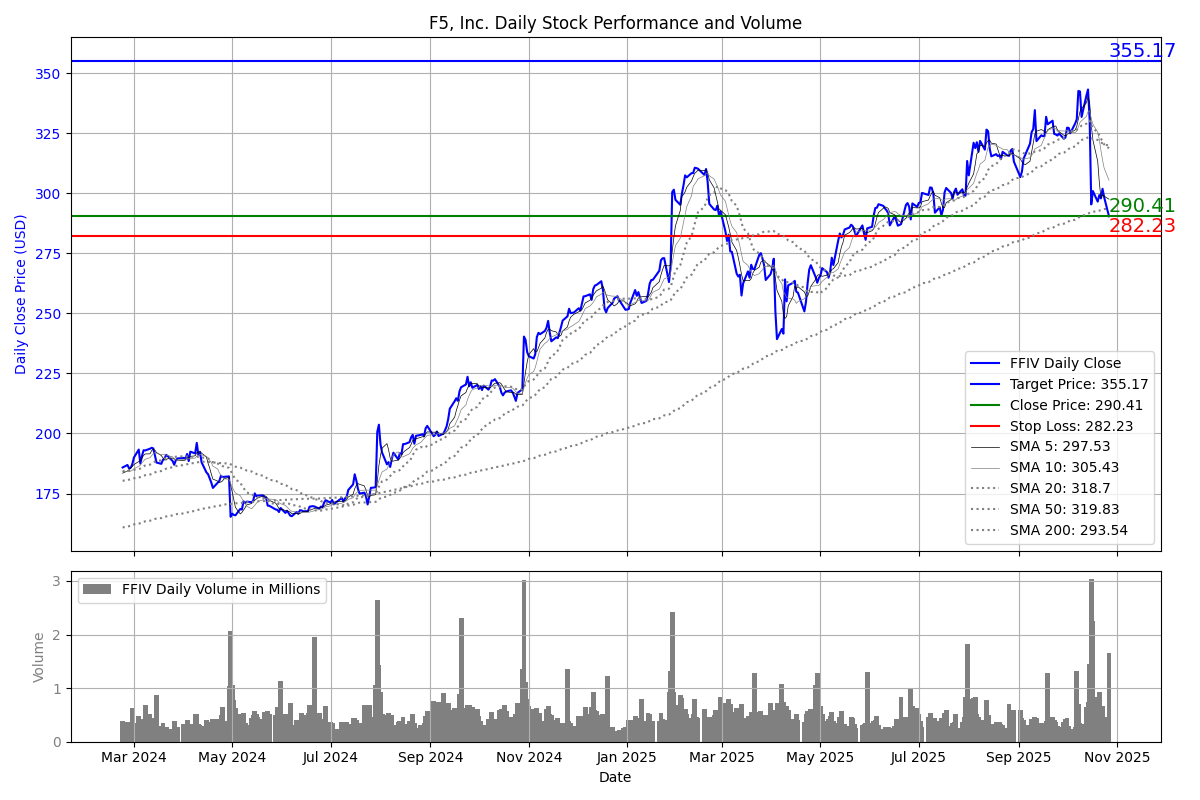 F5, Inc. Daily Stock Performance and Volume
355.17
350
325
300
290.41
282.23
275
250
225
200
175
Daily Close Price (USD)
FFIV Daily Close
Target Price: 355.17
Close Price: 290.41
Stop Loss: 282.23
SMA 5: 297.53
SMA 10: 305.43
SMA 20: 318.7
SMA 50: 319.83
SMA 200: 293.54
FFIV Daily Volume in Millions
3
2
1
0
Volume
Mar 2024 May 2024 Jul 2024 Sep 2024 Nov 2024 Jan 2025 Mar 2025 May 2025 Jul 2025 Sep 2025 Nov 2025
Date